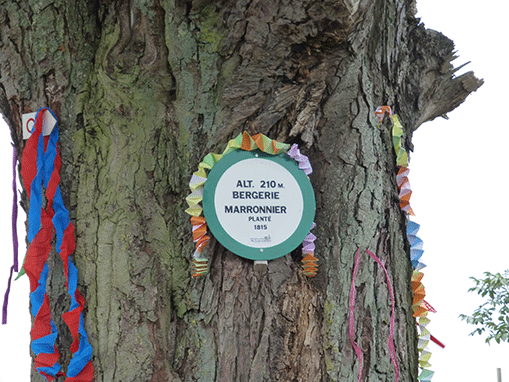 ALT. 210 M.
BERGERIE
MARRONNIER
PLANTÉ
1815